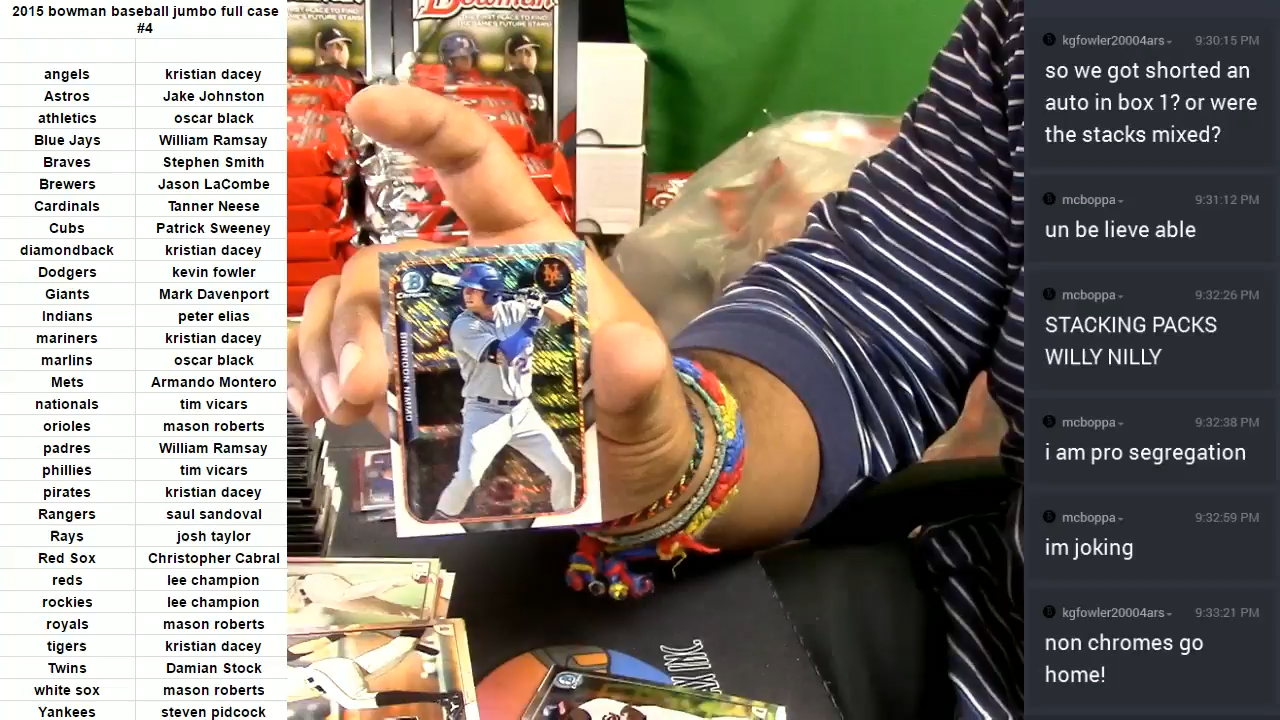 2015 bowman baseball jumbo full case
#4
angels kristian dacey
Astros Jake Johnston
athletics oscar black
Blue Jays William Ramsay
Braves Stephen Smith
Brewers Jason LaCombe
Cardinals Tanner Neese
Cubs Patrick Sweeney
diamondback kristian dacey
Dodgers kevin fowler
Giants Mark Davenport
Indians peter elias
mariners kristian dacey
marlins oscar black
Mets Armando Montero
nationals tim vicars
orioles mason roberts
padres William Ramsay
phillies tim vicars
pirates kristian dacey
Rangers saul sandoval
Rays josh taylor
Red Sox Christopher Cabral
reds lee champion
rockies lee champion
royals mason roberts
tigers kristian dacey
Twins Damian Stock
white sox mason roberts
Yankees steven pidcock
Bowman
THE GAME'S FUTURE STARS!
59
B
Chrome
BRANDON NIMMO
AX INC
kgfowler20004ars 9:30:15 PM
so we got shorted an
auto in box 1? or were
the stacks mixed?
mcboppa 9:31:12 PM
un be lieve able
mcboppa 9:32:26 PM
STACKING PACKS
WILLY NILLY
mcboppa 9:32:38 PM
i am pro segregation
mcboppa 9:32:59 PM
im joking
kgfowler20004ars 9:33:21 PM
non chromes go
home!